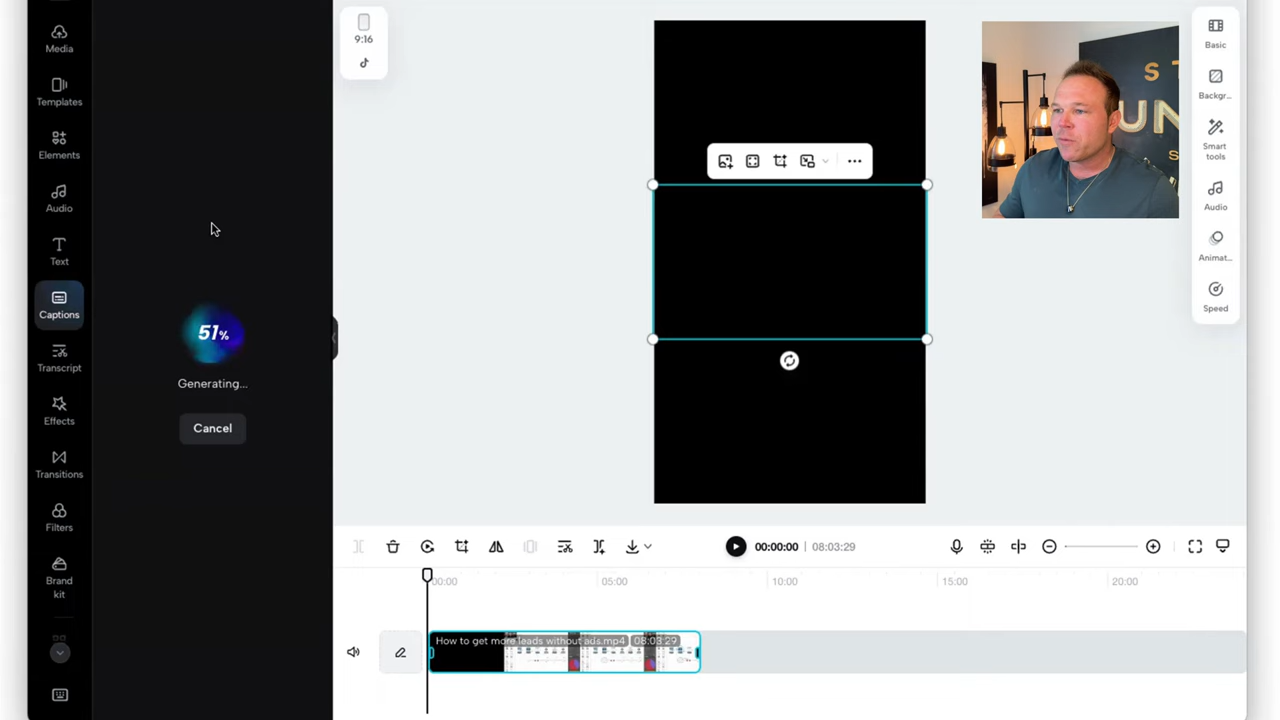 Media
Templates
Elements
Audio
Text
Captions
Transcript
Effects
Transitions
Filters
Brand
kit
51%
Generating...
Cancel
9:16
S
UN
S
Basic
Backgr...
Smart
tools
Audio
Animat...
Speed
00:00:00 | 08:03:29
00:00 05:00 10:00 15:00 20:00
How to get more leads without ads.mp4 08:03:29